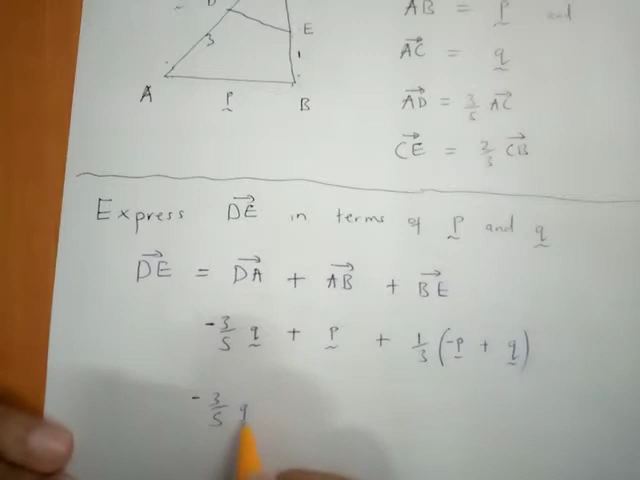 D
3
E
1
A
p
B
AB = p and
AC = q
AD = 3/5 AC
CE = 2/3 CB
Express DE in terms of p and q
DE = DA + AB + BE
-3/5 q + p + 1/3 (-p + q)
-3/5 q